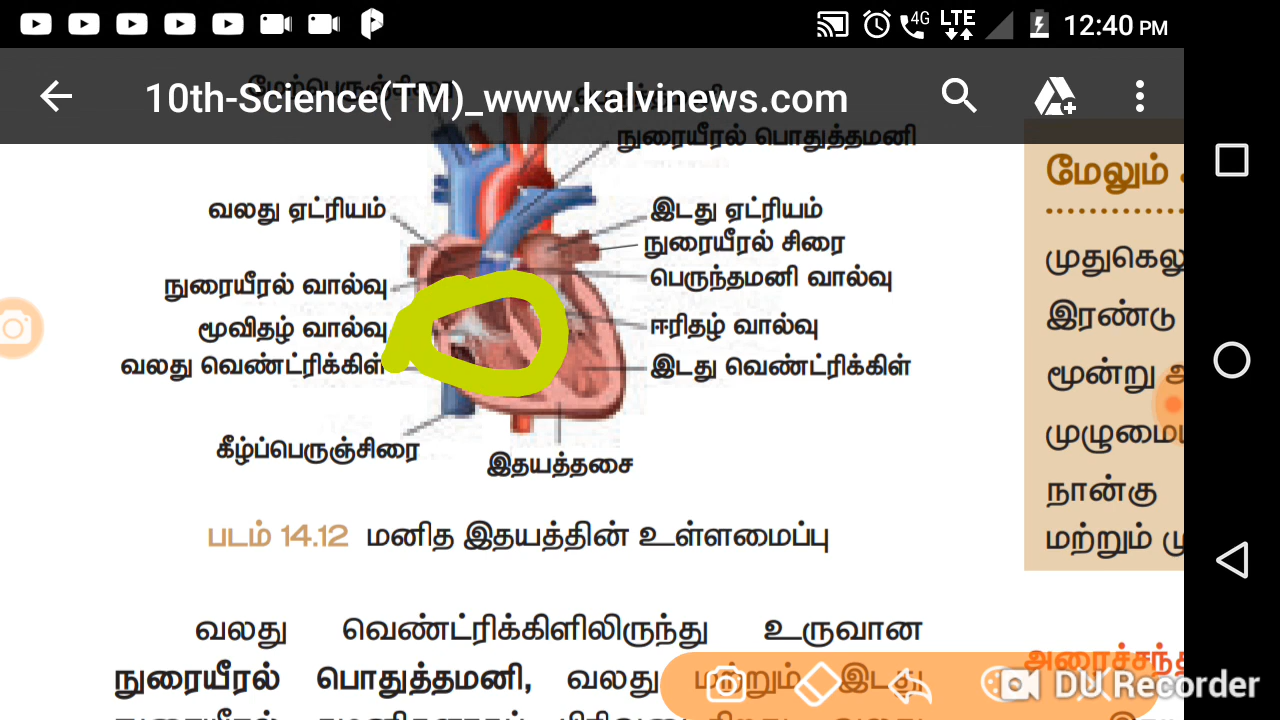 4G LTE 12:40 PM
10th-Science(TM)_www.kalvinews.com
நுரையீரல் பொதுத்தமனி
மேலும்
வலது ஏட்ரியம்
இடது ஏட்ரியம்
நுரையீரல் சிரை
நுரையீரல் வால்வு
பெருந்தமனி வால்வு
மூவிதழ் வால்வு
ஈரிதழ் வால்வு
வலது வெண்ட்ரிக்கிள்
இடது வெண்ட்ரிக்கிள்
கீழ்ப்பெருஞ்சிரை
இதயத்தசை
படம் 14.12 மனித இதயத்தின் உள்ளமைப்பு
இரண்டு
மூன்று
நான்கு
மற்றும்
வலது வெண்ட்ரிக்கிளிலிருந்து உருவான
நுரையீரல் பொதுத்தமனி, வலது மற்றும் இடது
DU Recorder